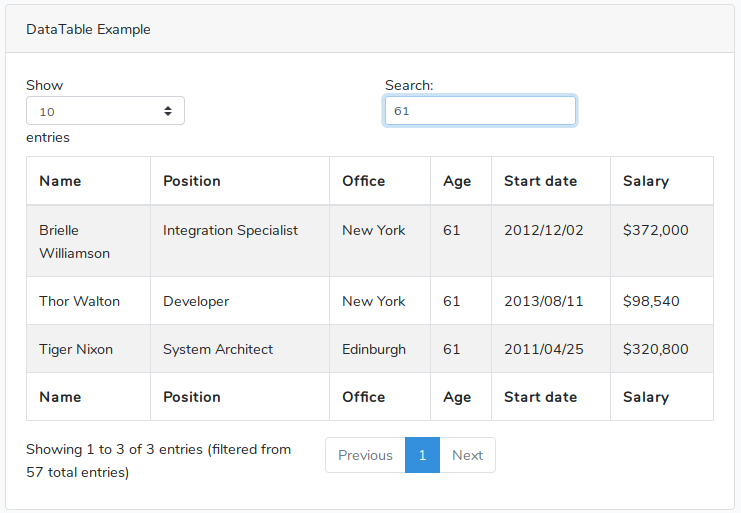 DataTable Example
Show
10
entries
Search:
61
Name Position Office Age Start date Salary
Brielle Williamson Integration Specialist New York 61 2012/12/02 $372,000
Thor Walton Developer New York 61 2013/08/11 $98,540
Tiger Nixon System Architect Edinburgh 61 2011/04/25 $320,800
Name Position Office Age Start date Salary
Showing 1 to 3 of 3 entries (filtered from
57 total entries)
Previous 1 Next